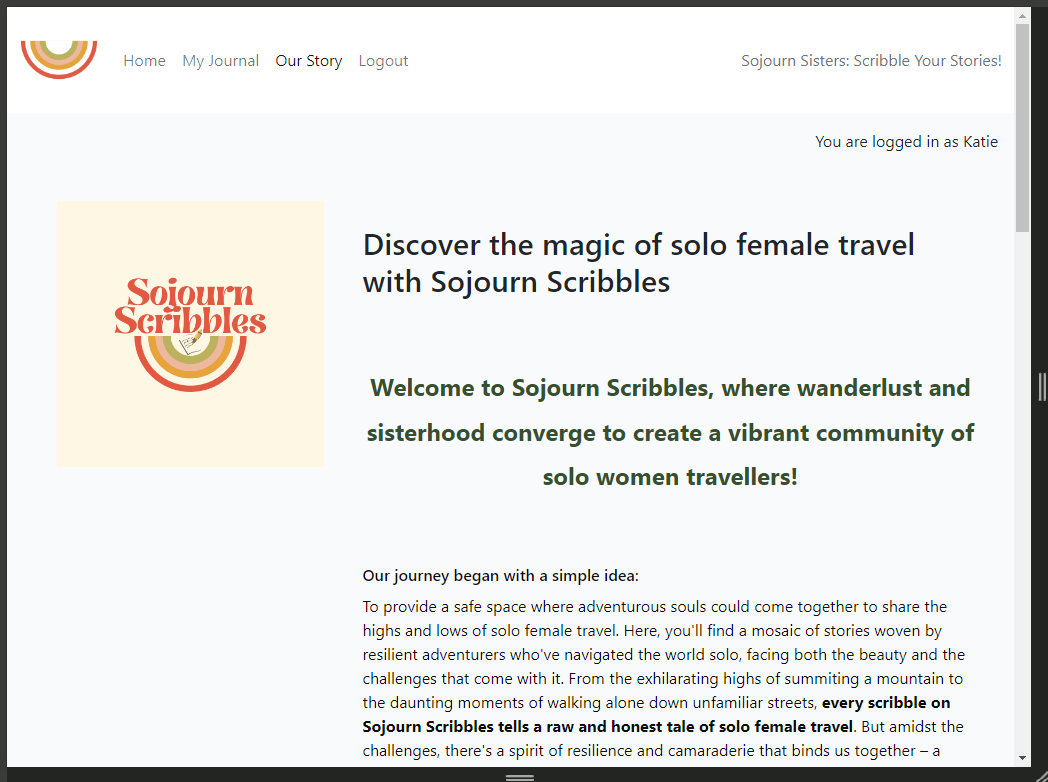 Home My Journal Our Story Logout Sojourn Sisters: Scribble Your Stories!
You are logged in as Katie
Sojourn
Scribbles
Discover the magic of solo female travel
with Sojourn Scribbles
Welcome to Sojourn Scribbles, where wanderlust and
sisterhood converge to create a vibrant community of
solo women travellers!
Our journey began with a simple idea:
To provide a safe space where adventurous souls could come together to share the
highs and lows of solo female travel. Here, you'll find a mosaic of stories woven by
resilient adventurers who've navigated the world solo, facing both the beauty and the
challenges that come with it. From the exhilarating highs of summiting a mountain to
the daunting moments of walking alone down unfamiliar streets, every scribble on
Sojourn Scribbles tells a raw and honest tale of solo female travel. But amidst the
challenges, there's a spirit of resilience and camaraderie that binds us together – a